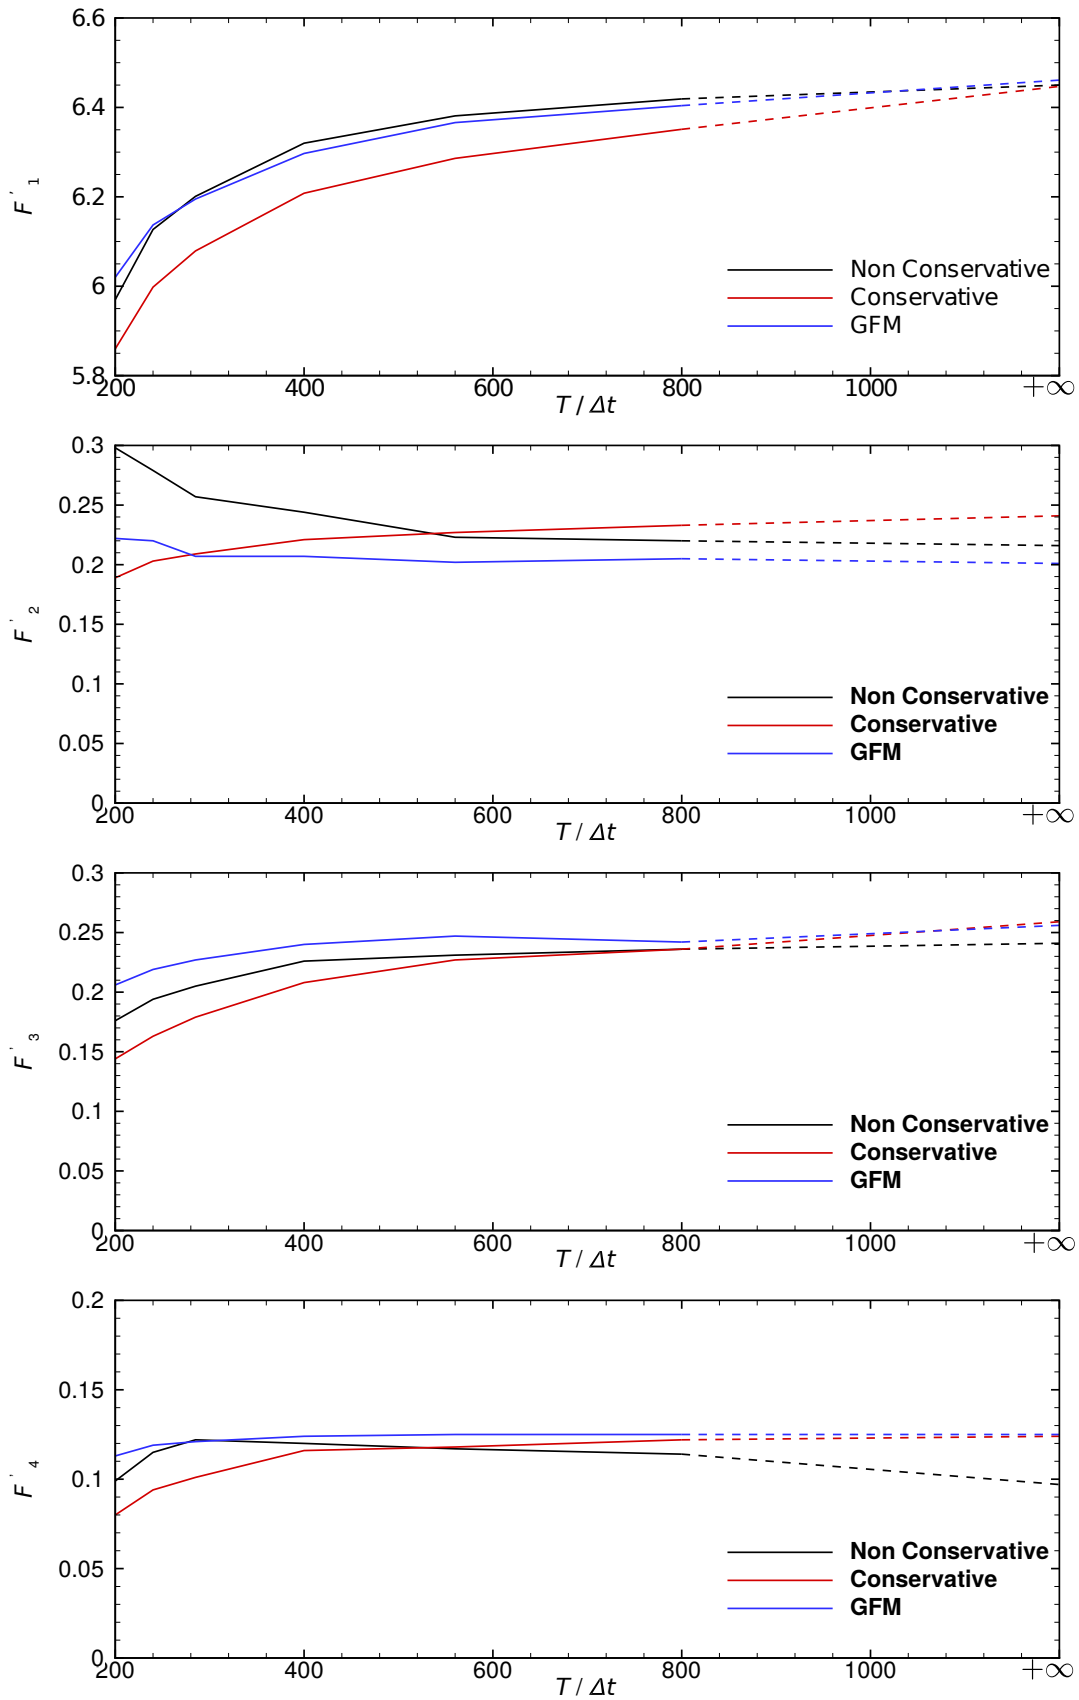 6.6
6.4
6.2
6
5.8
F'1
Non Conservative
Conservative
GFM
200 400 600 800 1000 +∞
T / Δt
0.3
0.25
0.2
0.15
0.1
0.05
0
F'2
Non Conservative
Conservative
GFM
200 400 600 800 1000 +∞
T / Δt
0.3
0.25
0.2
0.15
0.1
0.05
0
F'3
Non Conservative
Conservative
GFM
200 400 600 800 1000 +∞
T / Δt
0.2
0.15
0.1
0.05
0
F'4
Non Conservative
Conservative
GFM
200 400 600 800 1000 +∞
T / Δt